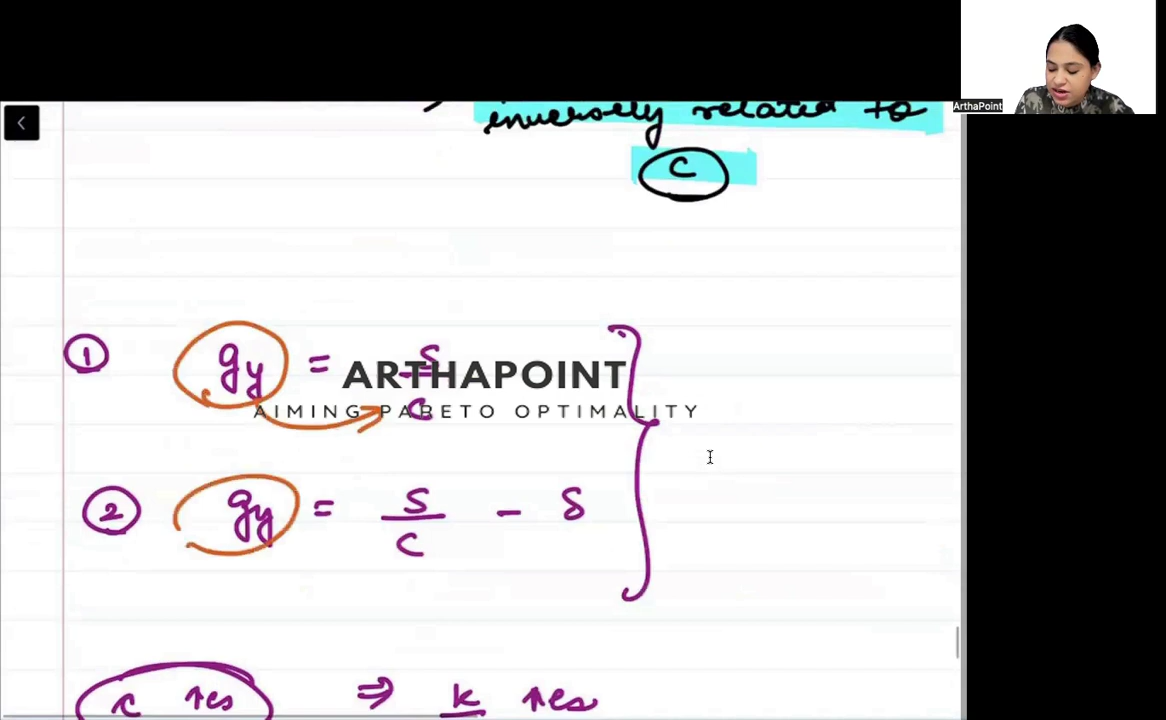 ArthaPoint
inversely related to
c
① gy = s/c
ARTHAPOINT
AIMING PARETO OPTIMALITY
② gy = s/c - δ
c ↑es ⇒ k ↑es